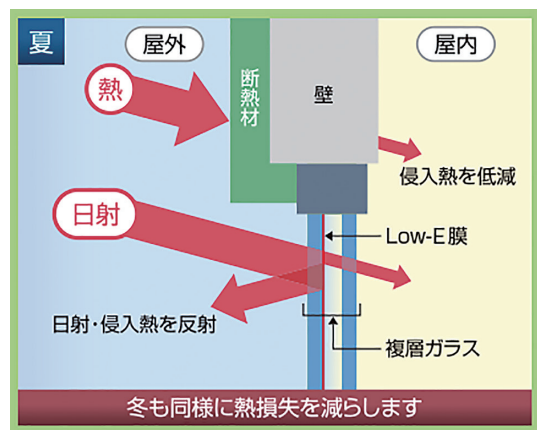 夏
屋外
屋内
熱
断熱材
壁
侵入熱を低減
日射
Low-E膜
日射・侵入熱を反射
複層ガラス
冬も同様に熱損失を減らします